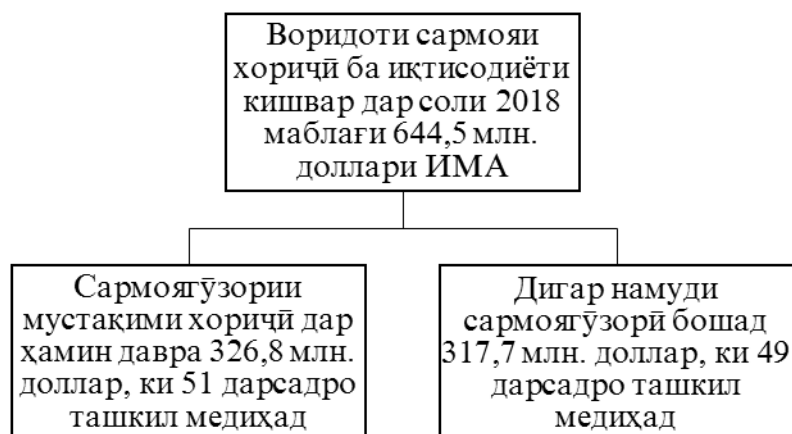 Воридоти сармояи
хориҷӣ ба иқтисодиёти
кишвар дар соли 2018
маблағи 644,5 млн.
доллари ИМА
Сармоягӯзории
мустақими хориҷӣ дар
ҳамин давра 326,8 млн.
доллар, ки 51 дарсадро
ташкил медиҳад
Дигар намуди
сармоягӯзорӣ бошад
317,7 млн. доллар, ки 49
дарсадро ташкил
медиҳад